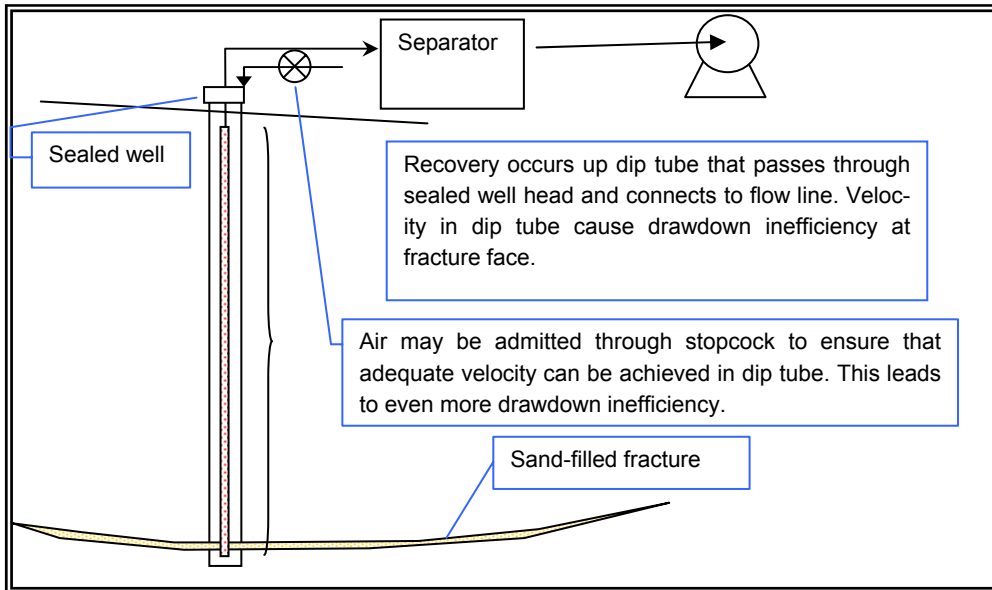 Separator
Sealed well
Recovery occurs up dip tube that passes through
sealed well head and connects to flow line. Veloc-
ity in dip tube cause drawdown inefficiency at
fracture face.
Air may be admitted through stopcock to ensure that
adequate velocity can be achieved in dip tube. This leads
to even more drawdown inefficiency.
Sand-filled fracture